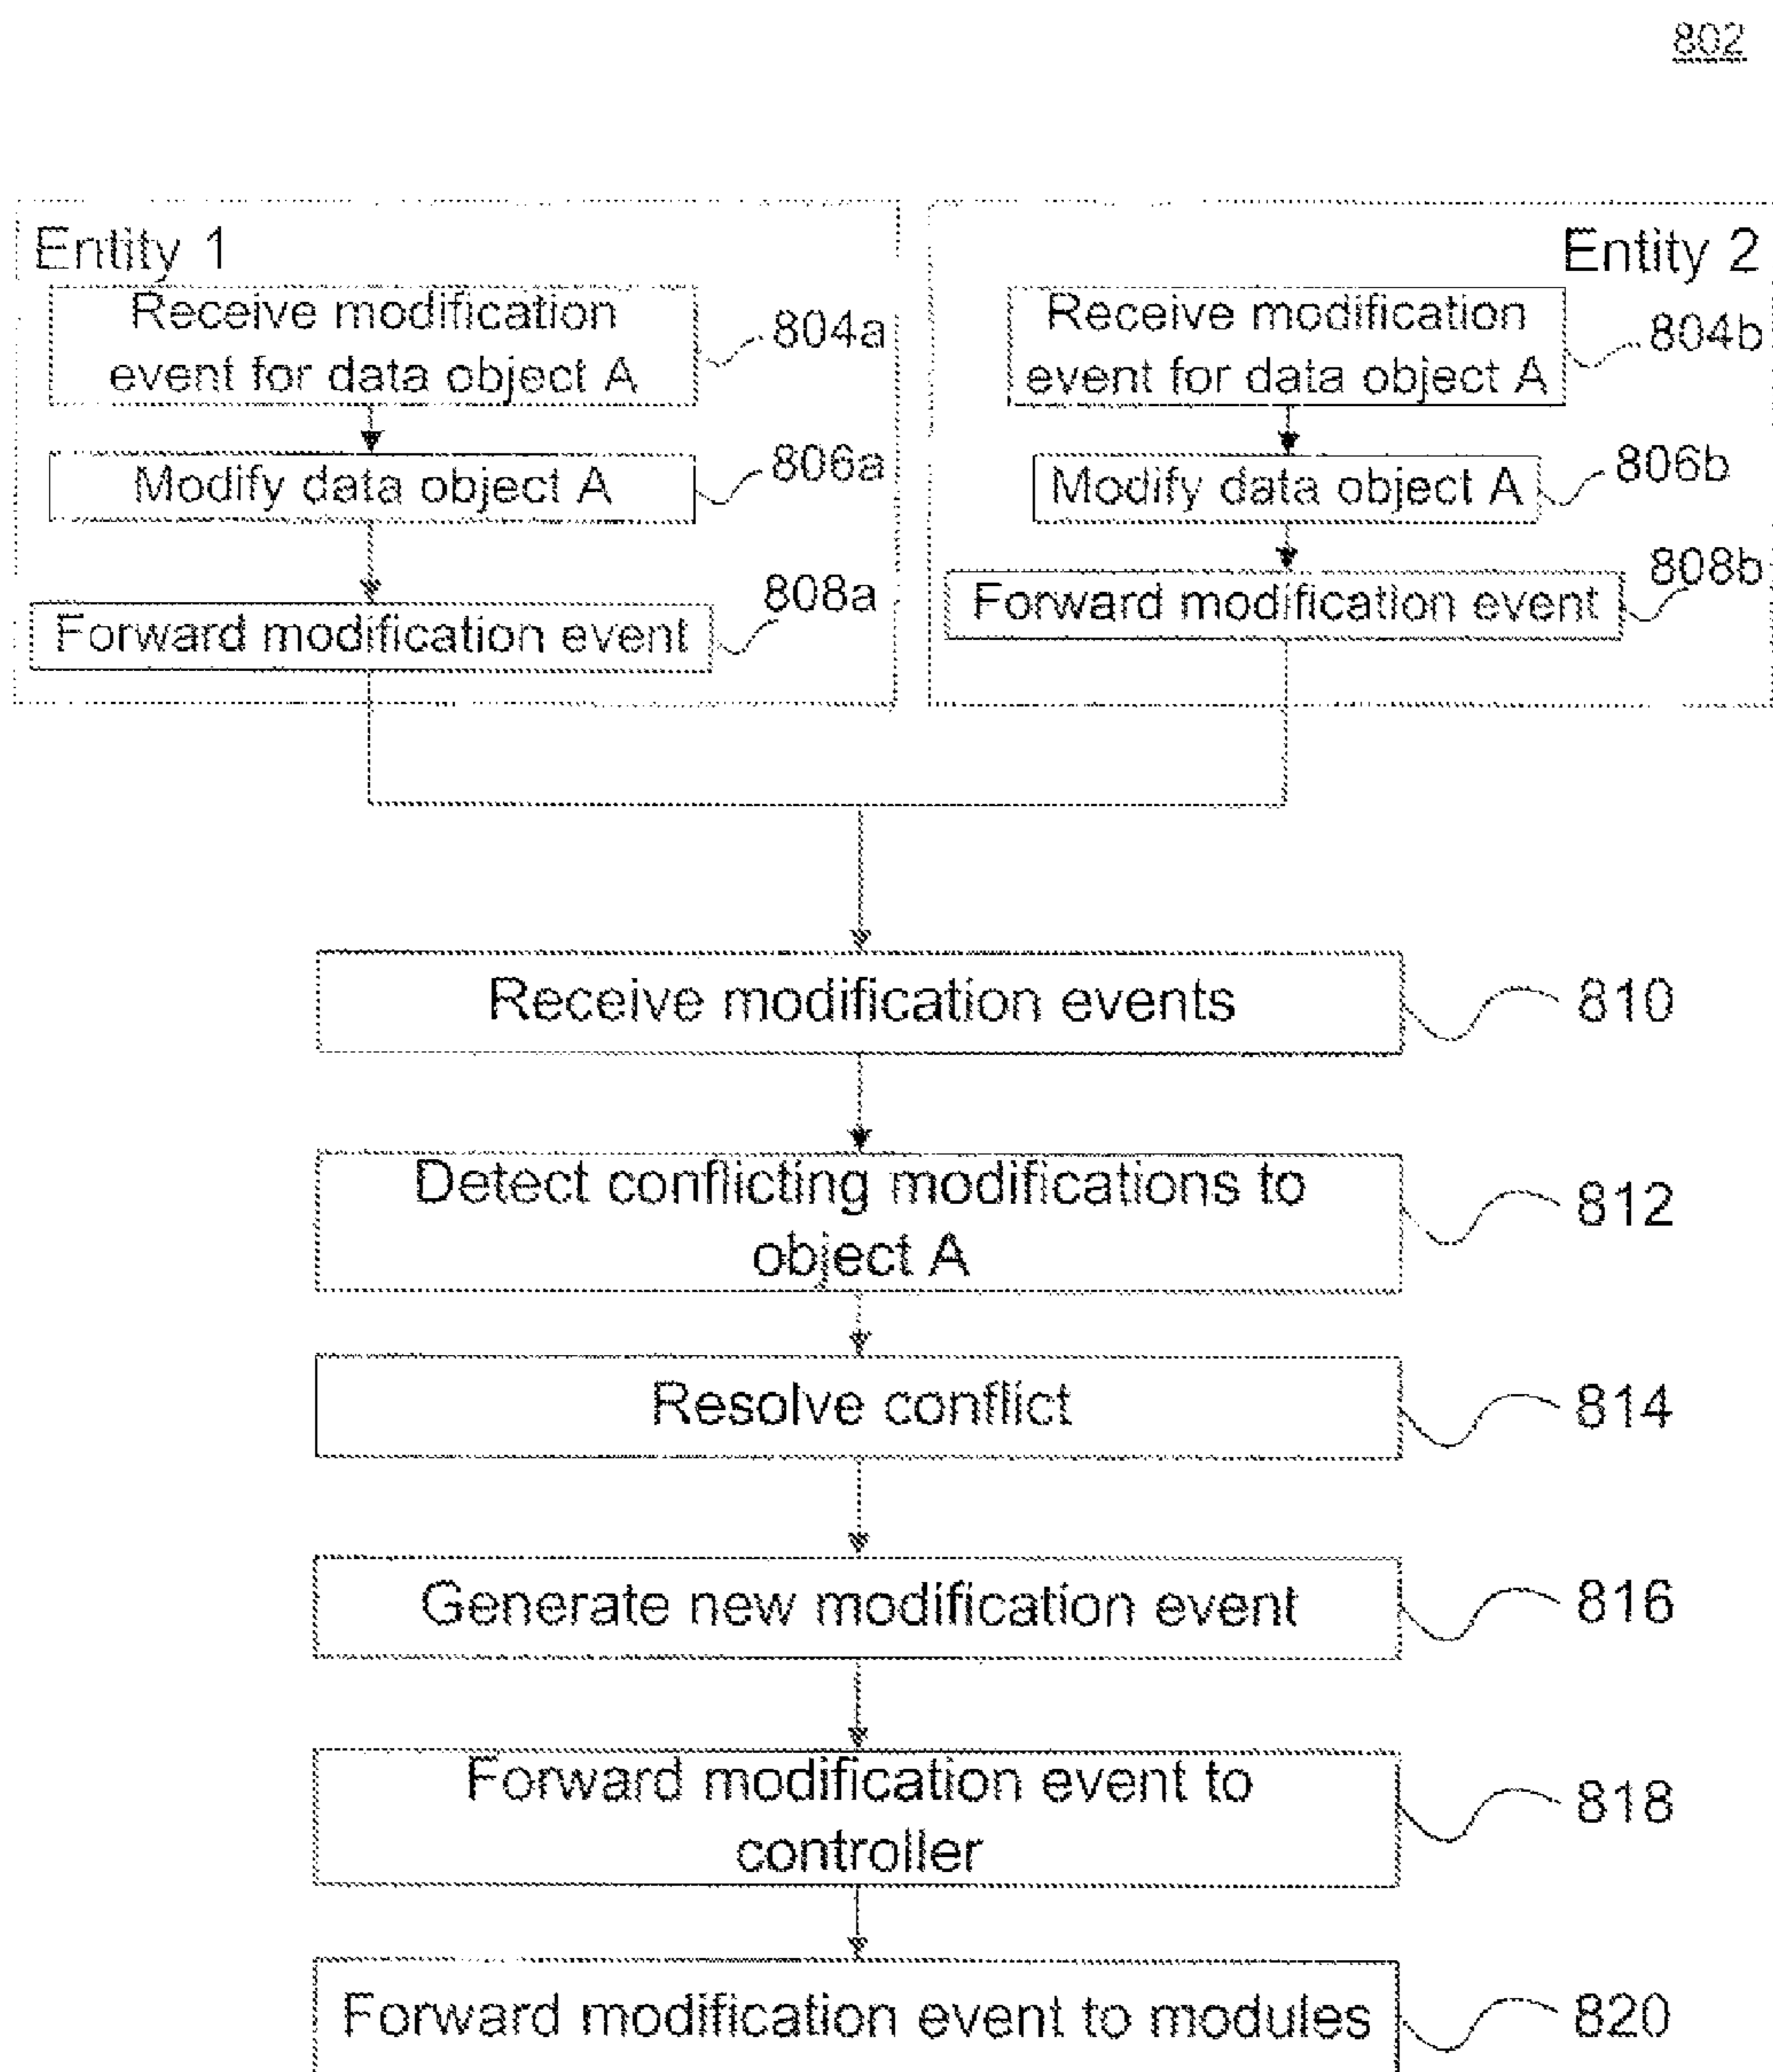 802
Entity 1
Receive modification
event for data object A
804a
Modify data object A
806a
Forward modification event
808a
Entity 2
Receive modification
event for data object A
804b
Modify data object A
806b
Forward modification event
808b
Receive modification events
810
Detect conflicting modifications to
object A
812
Resolve conflict
814
Generate new modification event
816
Forward modification event to
controller
818
Forward modification event to modules
820